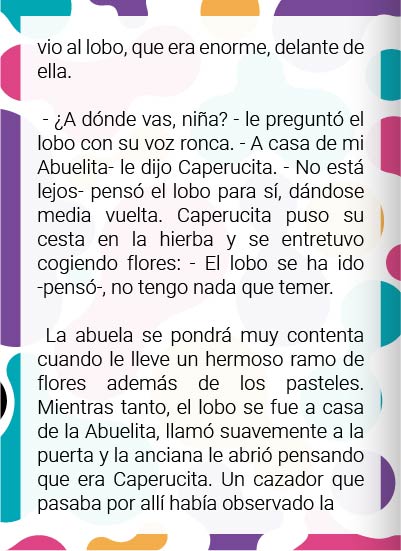 vio al lobo, que era enorme, delante de
ella.
- ¿A dónde vas, niña? - le preguntó el
lobo con su voz ronca. - A casa de mi
Abuelita- le dijo Caperucita. - No está
lejos- pensó el lobo para sí, dándose
media vuelta. Caperucita puso su
cesta en la hierba y se entretuvo
cogiendo flores: - El lobo se ha ido
-pensó-, no tengo nada que temer.
La abuela se pondrá muy contenta
cuando le lleve un hermoso ramo de
flores además de los pasteles.
Mientras tanto, el lobo se fue a casa
de la Abuelita, llamó suavemente a la
puerta y la anciana le abrió pensando
que era Caperucita. Un cazador que
pasaba por allí había observado la